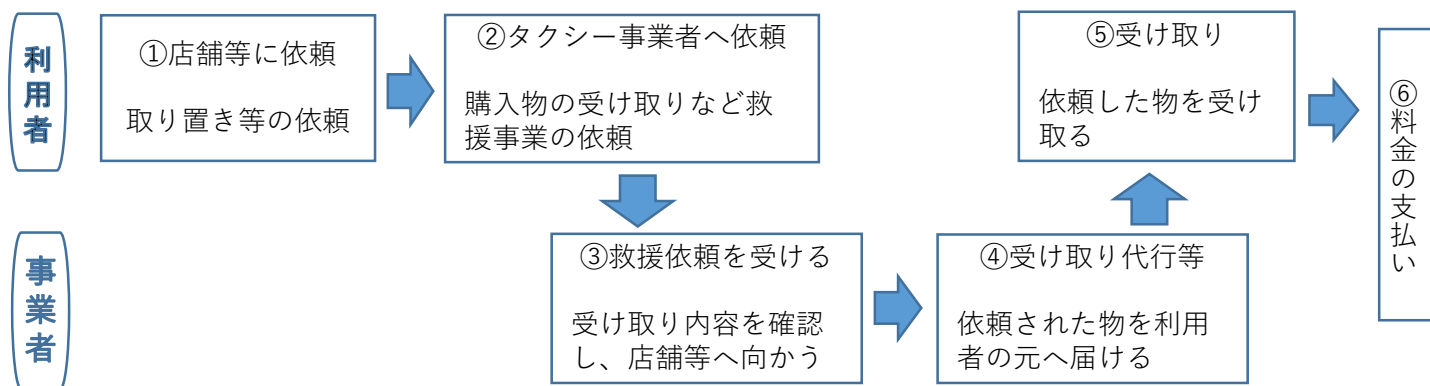 利用者
①店舗等に依頼
取り置き等の依頼
②タクシー事業者へ依頼
購入物の受け取りなど救
援事業の依頼
事業者
③救援依頼を受ける
受け取り内容を確認
し、店舗等へ向かう
④受け取り代行等
依頼された物を利用
者の元へ届ける
⑤受け取り
依頼した物を受け
取る
⑥料金の支払い